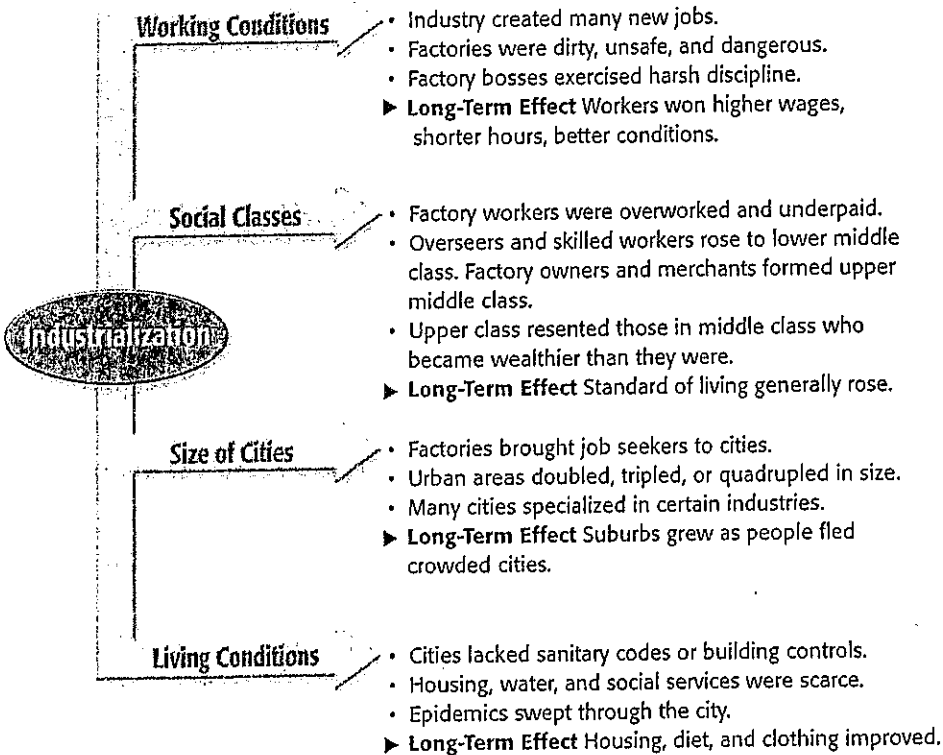 Working Conditions
• Industry created many new jobs.
• Factories were dirty, unsafe, and dangerous.
• Factory bosses exercised harsh discipline.
▶ Long-Term Effect Workers won higher wages,
shorter hours, better conditions.
Social Classes
• Factory workers were overworked and underpaid.
• Overseers and skilled workers rose to lower middle
class. Factory owners and merchants formed upper
middle class.
• Upper class resented those in middle class who
became wealthier than they were.
▶ Long-Term Effect Standard of living generally rose.
Industrialization
Size of Cities
• Factories brought job seekers to cities.
• Urban areas doubled, tripled, or quadrupled in size.
• Many cities specialized in certain industries.
▶ Long-Term Effect Suburbs grew as people fled
crowded cities.
Living Conditions
• Cities lacked sanitary codes or building controls.
• Housing, water, and social services were scarce.
• Epidemics swept through the city.
▶ Long-Term Effect Housing, diet, and clothing improved.